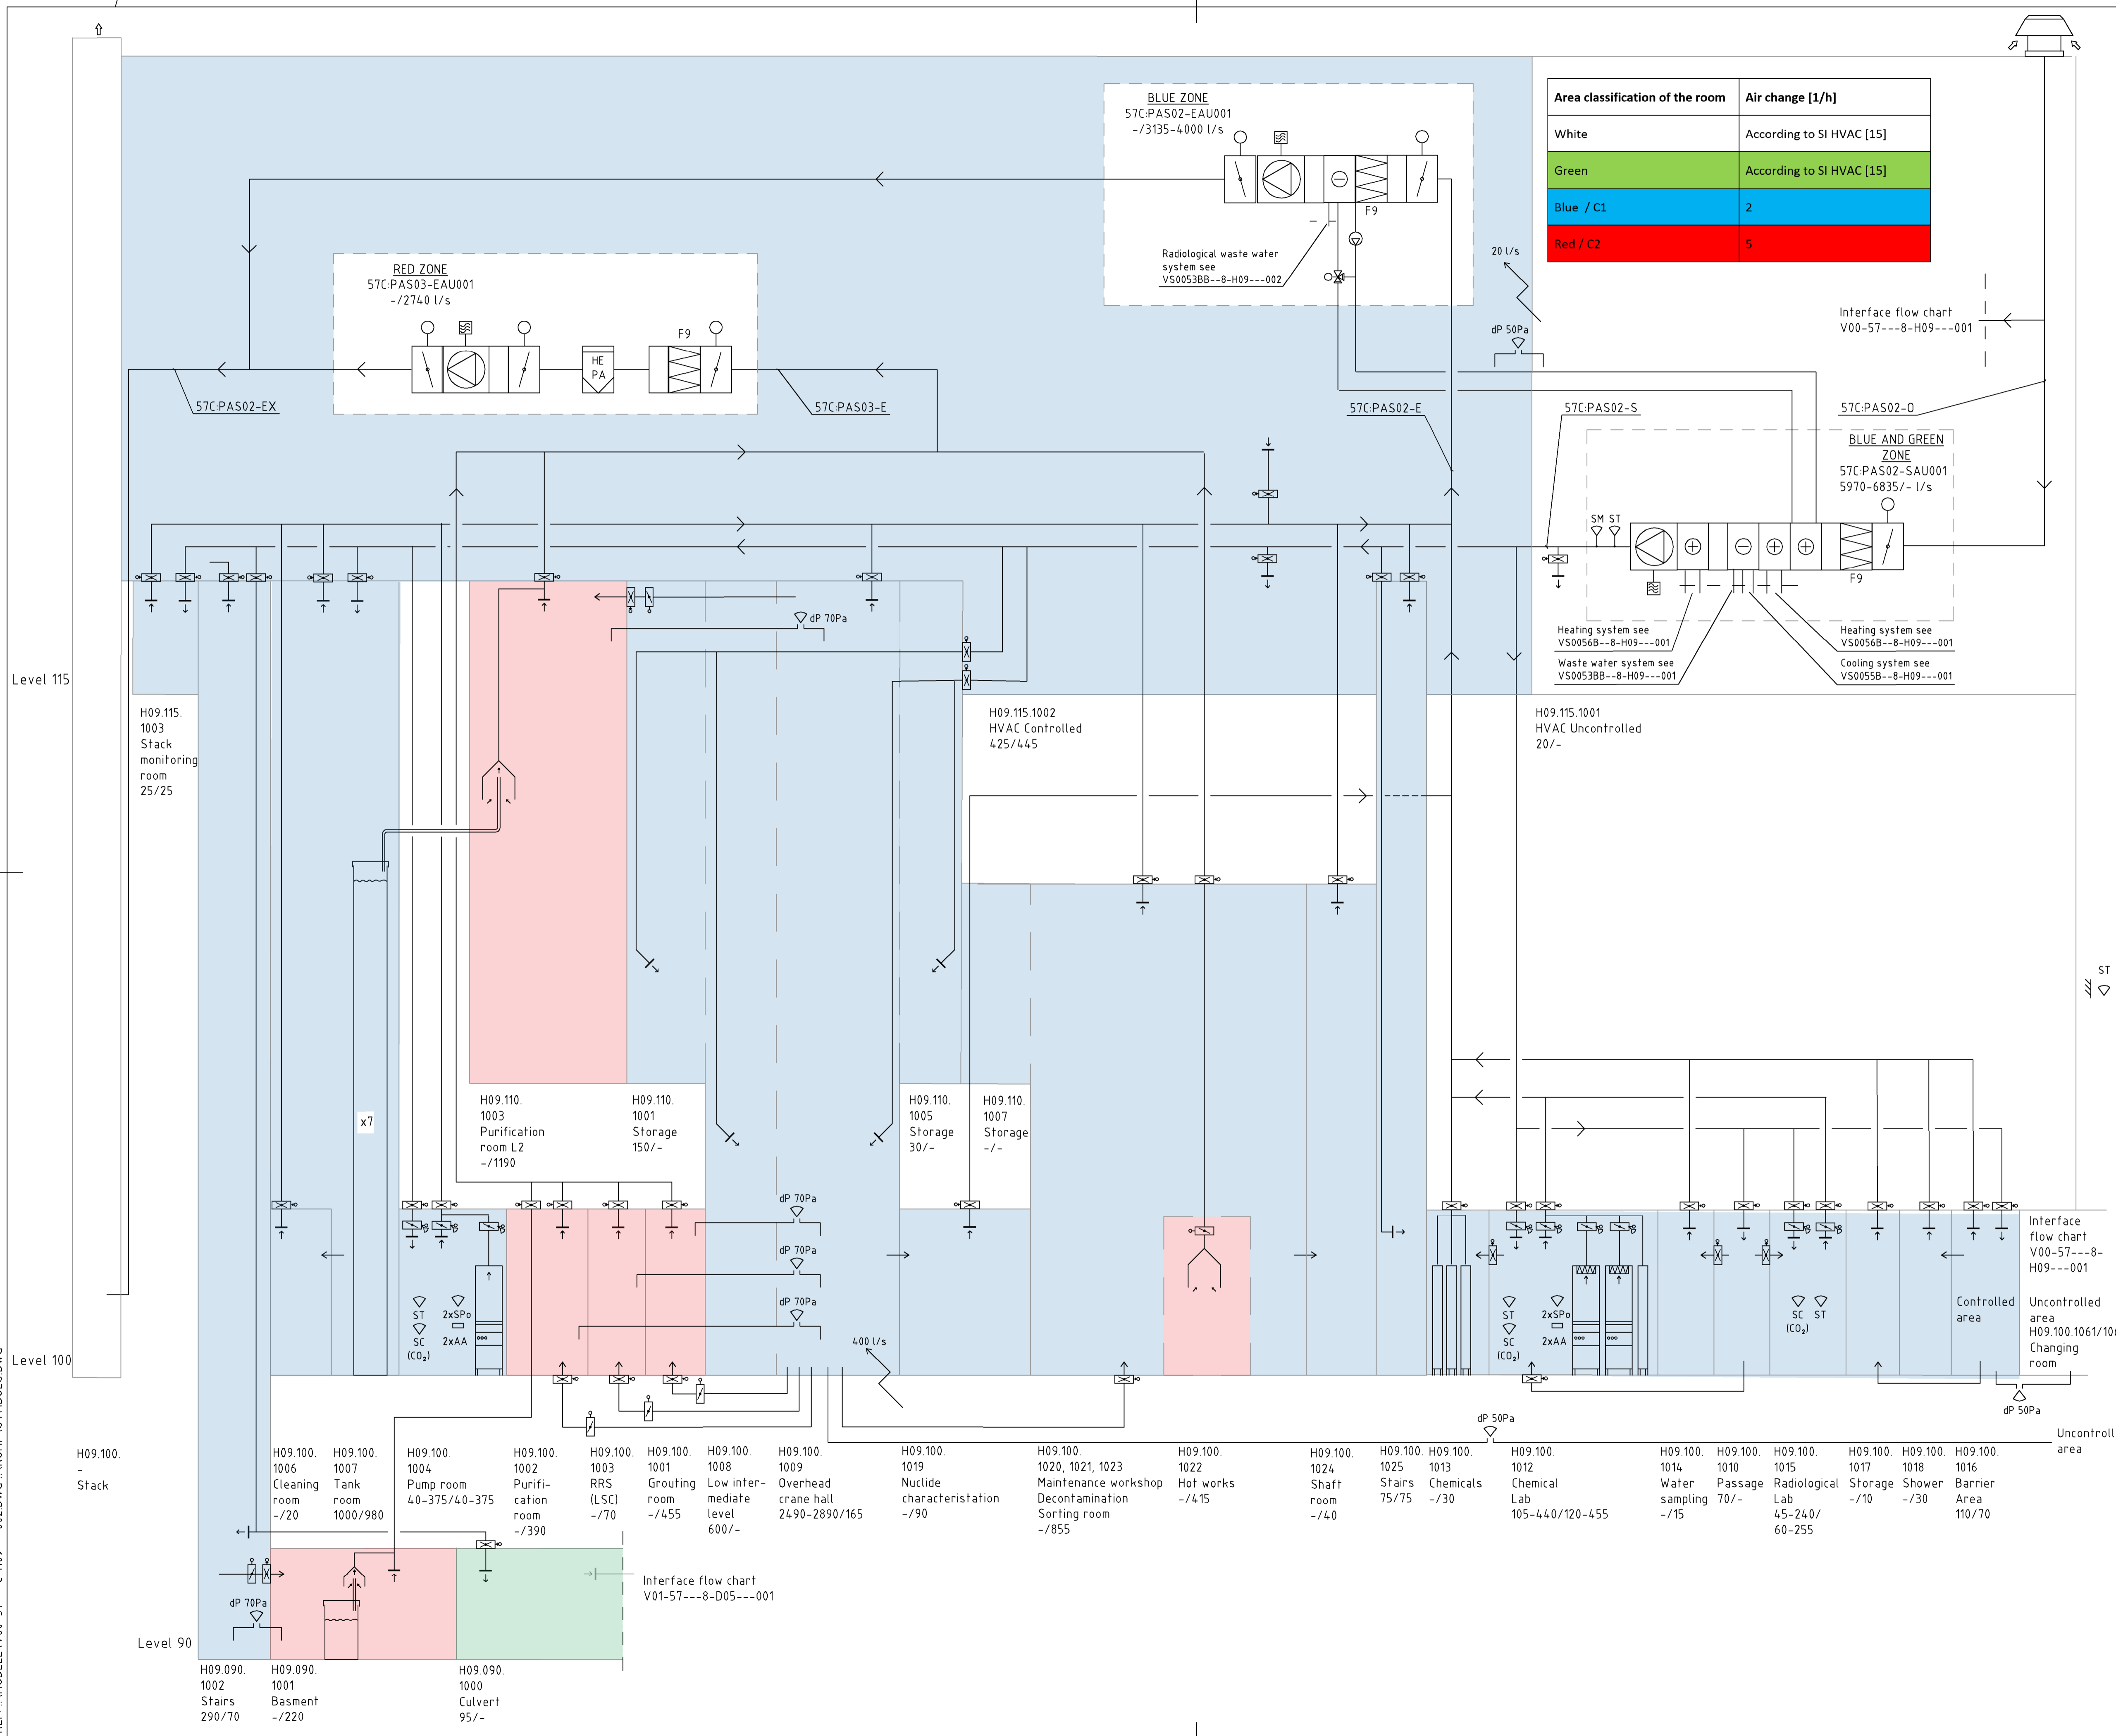 BLUE ZONE
57C:PAS02-EAU001
-/3135-4000 l/s
F9
Radiological waste water
system see
VS0053BB--8-H09---002
Area classification of the room Air change [1/h]
White According to SI HVAC [15]
Green According to SI HVAC [15]
Blue / C1 2
Red / C2 5
20 l/s
dP 50Pa
Interface flow chart
V00-57---8-H09---001
RED ZONE
57C:PAS03-EAU001
-/2740 l/s
F9
HE
PA
57C:PAS02-EX
57C:PAS03-E
57C:PAS02-E
57C:PAS02-S
57C:PAS02-O
BLUE AND GREEN
ZONE
57C:PAS02-SAU001
5970-6835/- l/s
SM ST
F9
Heating system see
VS0056B--8-H09---001
Waste water system see
VS0053BB--8-H09---001
Heating system see
VS0056B--8-H09---001
Cooling system see
VS0055B--8-H09---001
dP 70Pa
Level 115
H09.115.
1003
Stack
monitoring
room
25/25
H09.115.1002
HVAC Controlled
425/445
H09.115.1001
HVAC Uncontrolled
20/-
ST
x7
H09.110.
1003
Purification
room L2
-/1190
H09.110.
1001
Storage
150/-
H09.110.
1005
Storage
30/-
H09.110.
1007
Storage
-/-
dP 70Pa
dP 70Pa
dP 70Pa
400 l/s
ST
SC
(CO₂)
2xSPo
2xAA
ST
SC
(CO₂)
2xSPo
2xAA
SC
(CO₂)
ST
Controlled
area
Interface
flow chart
V00-57---8-
H09---001
Uncontrolled
area
H09.100.1061/106
Changing
room
Level 100
dP 50Pa
dP 50Pa
Uncontroll
area
H09.100.
-
Stack
H09.100.
1006
Cleaning
room
-/20
H09.100.
1007
Tank
room
1000/980
H09.100.
1004
Pump room
40-375/40-375
H09.100.
1002
Purifi-
cation
room
-/390
H09.100.
1003
RRS
(LSC)
-/70
H09.100.
1001
Grouting
room
-/455
H09.100.
1008
Low inter-
mediate
level
600/-
H09.100.
1009
Overhead
crane hall
2490-2890/165
H09.100.
1019
Nuclide
characteristation
-/90
H09.100.
1020, 1021, 1023
Maintenance workshop
Decontamination
Sorting room
-/855
H09.100.
1022
Hot works
-/415
H09.100.
1024
Shaft
room
-/40
H09.100.
1025
Stairs
75/75
H09.100.
1013
Chemicals
-/30
H09.100.
1012
Chemical
Lab
105-440/120-455
H09.100.
1014
Water
sampling
-/15
H09.100.
1010
Passage
70/-
H09.100.
1015
Radiological
Lab
45-240/
60-255
H09.100.
1017
Storage
-/10
H09.100.
1018
Shower
-/30
H09.100.
1016
Barrier
Area
110/70
dP 70Pa
Interface flow chart
V01-57---8-D05---001
Level 90
H09.090.
1002
Stairs
290/70
H09.090.
1001
Basment
-/220
H09.090.
1000
Culvert
95/-